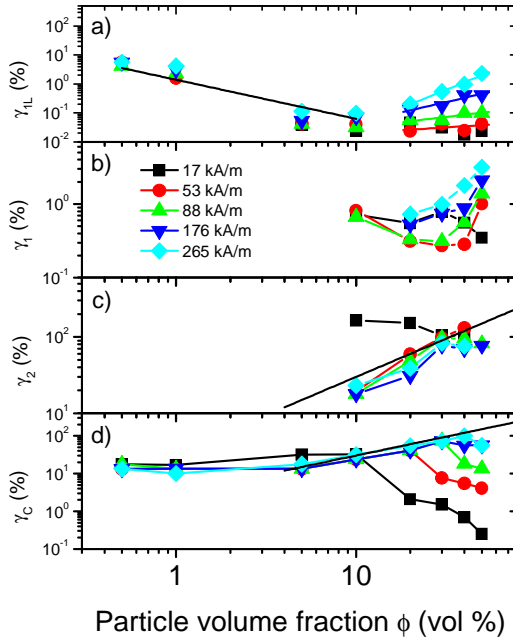 a)
γ1L (%)
10²
10¹
10⁰
10⁻¹
10⁻²
b)
γ1 (%)
10⁰
10⁻¹
17 kA/m
53 kA/m
88 kA/m
176 kA/m
265 kA/m
c)
γ2 (%)
10²
10¹
d)
γC (%)
10²
10¹
10⁰
10⁻¹
1
10
Particle volume fraction ϕ (vol %)